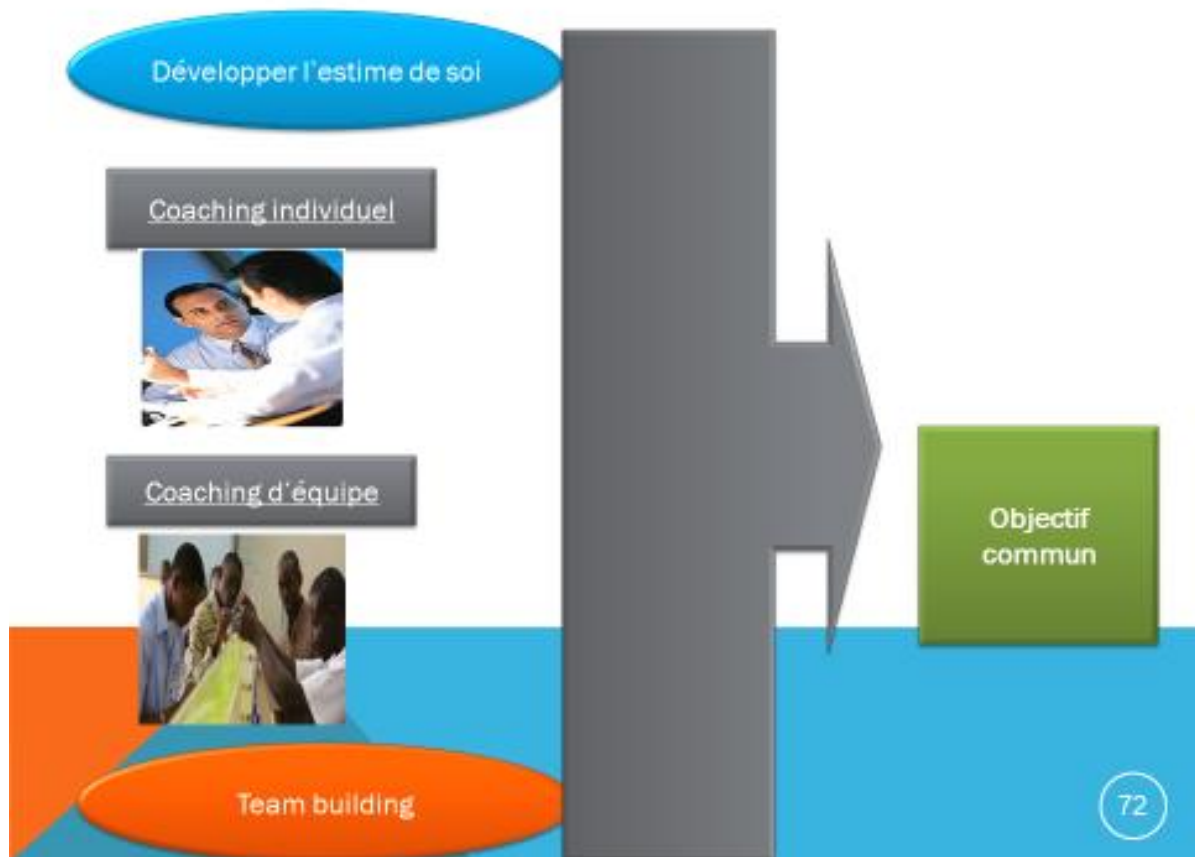 Développer l'estime de soi
Coaching individuel
Coaching d'équipe
Objectif
commun
Team building
72